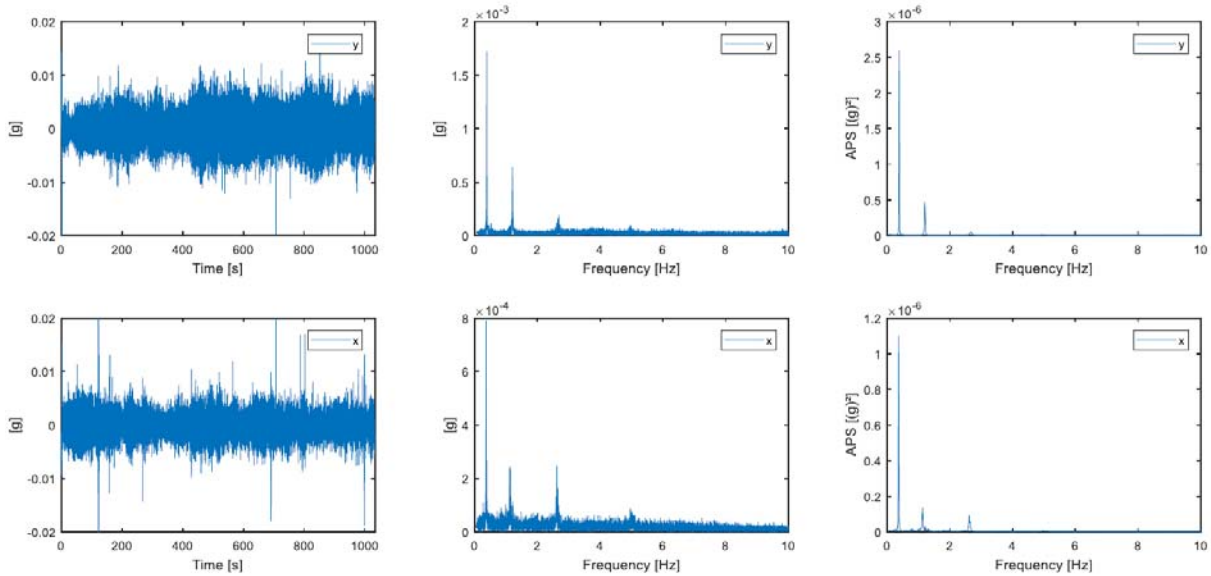 0.02
0.01
0
-0.01
-0.02
[g]
0 200 400 600 800 1000
Time [s]
y
×10⁻³
2
1.5
1
0.5
0
[g]
0 2 4 6 8 10
Frequency [Hz]
y
×10⁻⁶
3
2.5
2
1.5
1
0.5
0
APS [(g)²]
0 2 4 6 8 10
Frequency [Hz]
y
0.02
0.01
0
-0.01
-0.02
[g]
0 200 400 600 800 1000
Time [s]
x
×10⁻⁴
8
6
4
2
0
[g]
0 2 4 6 8 10
Frequency [Hz]
x
×10⁻⁶
1.2
1
0.8
0.6
0.4
0.2
0
APS [(g)²]
0 2 4 6 8 10
Frequency [Hz]
x